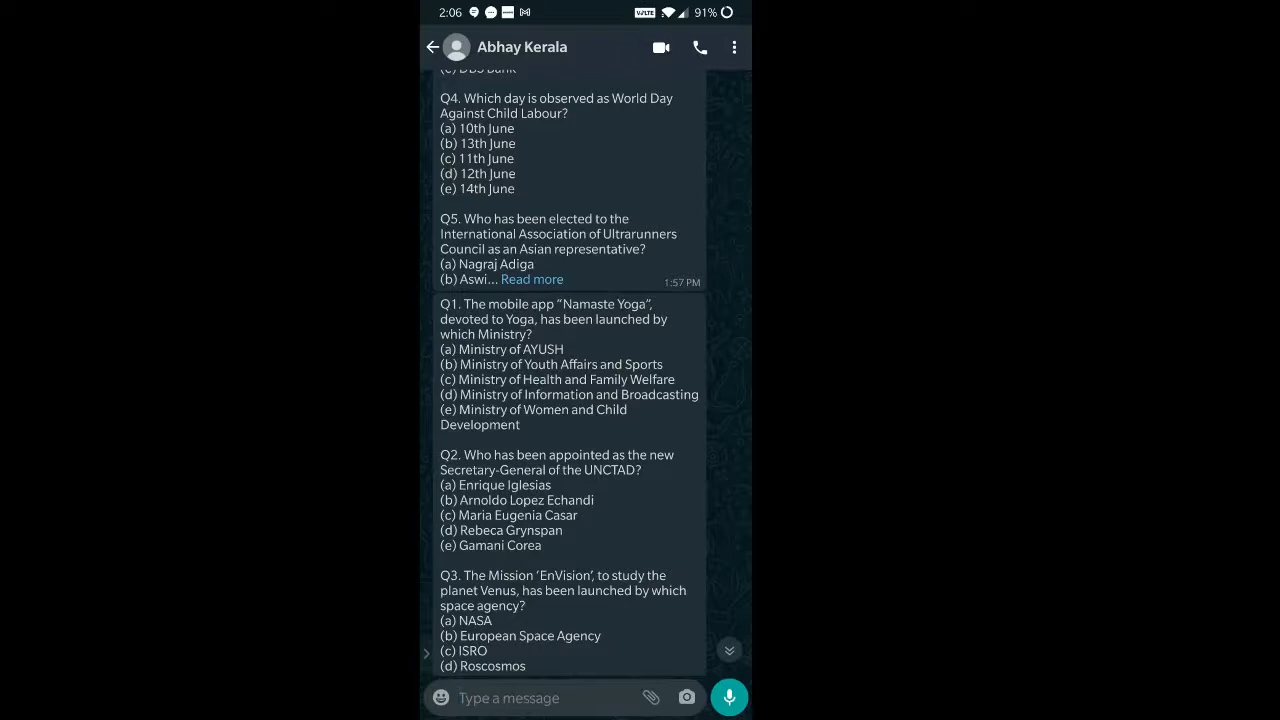 2:06
VoLTE 91%
Abhay Kerala
(c) DBS Bank
Q4. Which day is observed as World Day
Against Child Labour?
(a) 10th June
(b) 13th June
(c) 11th June
(d) 12th June
(e) 14th June
Q5. Who has been elected to the
International Association of Ultrarunners
Council as an Asian representative?
(a) Nagraj Adiga
(b) Aswi... Read more
1:57 PM
Q1. The mobile app “Namaste Yoga”,
devoted to Yoga, has been launched by
which Ministry?
(a) Ministry of AYUSH
(b) Ministry of Youth Affairs and Sports
(c) Ministry of Health and Family Welfare
(d) Ministry of Information and Broadcasting
(e) Ministry of Women and Child
Development
Q2. Who has been appointed as the new
Secretary-General of the UNCTAD?
(a) Enrique Iglesias
(b) Arnoldo Lopez Echandi
(c) Maria Eugenia Casar
(d) Rebeca Grynspan
(e) Gamani Corea
Q3. The Mission ‘EnVision’, to study the
planet Venus, has been launched by which
space agency?
(a) NASA
(b) European Space Agency
(c) ISRO
(d) Roscosmos
Type a message